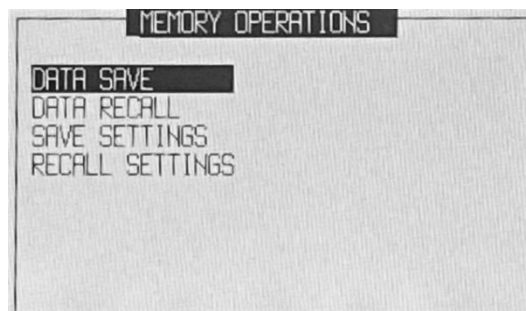 MEMORY OPERATIONS
DATA SAVE
DATA RECALL
SAVE SETTINGS
RECALL SETTINGS